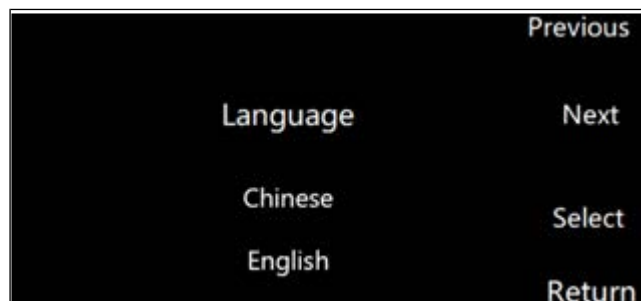 Previous
Language
Next
Chinese
Select
English
Return